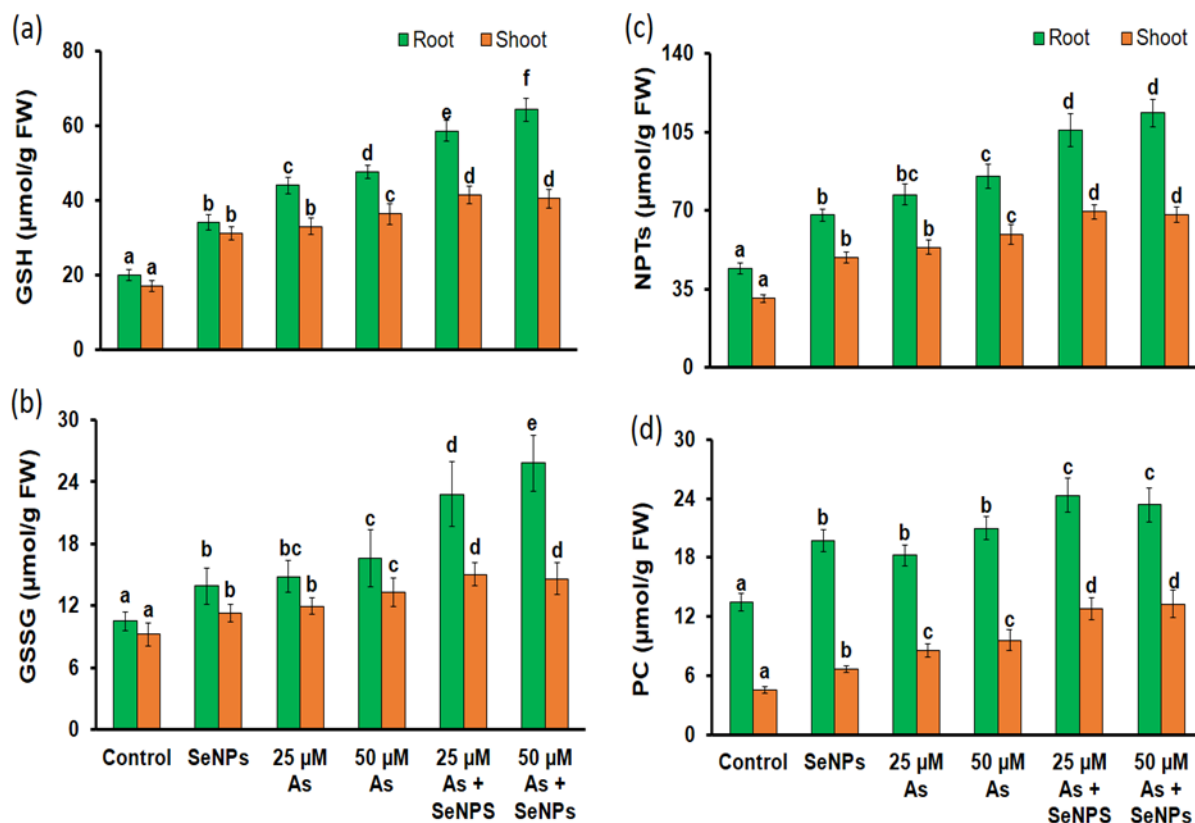 (a)
Root
Shoot
GSH (µmol/g FW)
80
60
40
20
0
a
a
b
b
c
b
d
c
e
d
f
d
(b)
GSSG (µmol/g FW)
30
24
18
12
6
0
a
a
b
b
bc
b
c
c
d
d
e
d
Control
SeNPs
25 µM
As
50 µM
As
25 µM
As +
SeNPS
50 µM
As +
SeNPs
(c)
Root
Shoot
NPTs (µmol/g FW)
140
105
70
35
0
a
a
b
b
bc
b
c
c
d
d
d
d
(d)
PC (µmol/g FW)
30
24
18
12
6
0
a
a
b
b
b
c
b
c
c
d
c
d
Control
SeNPs
25 µM
As
50 µM
As
25 µM
As +
SeNPS
50 µM
As +
SeNPs